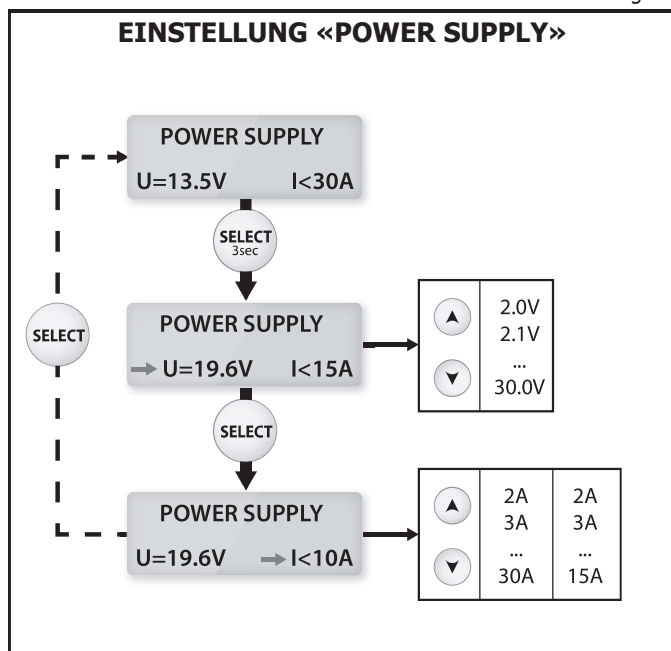 EINSTELLUNG «POWER SUPPLY»
POWER SUPPLY
U=13.5V I<30A
SELECT
3sec
POWER SUPPLY
U=19.6V I<15A
2.0V
2.1V
...
30.0V
SELECT
SELECT
POWER SUPPLY
U=19.6V I<10A
2A 2A
3A 3A
... ...
30A 15A